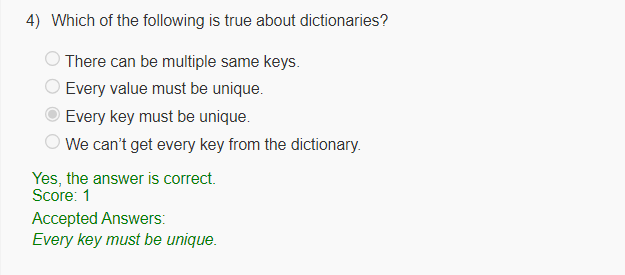 4) Which of the following is true about dictionaries?
There can be multiple same keys.
Every value must be unique.
Every key must be unique.
We can't get every key from the dictionary.
Yes, the answer is correct.
Score: 1
Accepted Answers:
Every key must be unique.